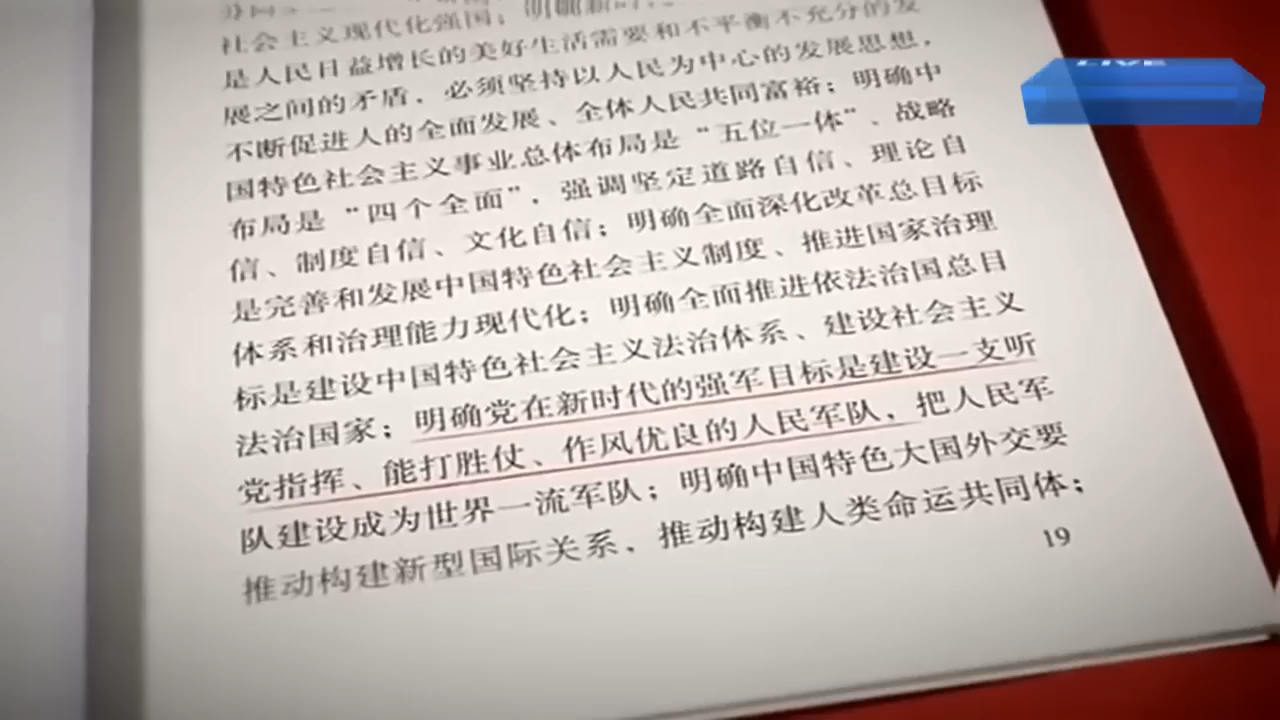 社会主义现代化强国；明确新
是人民日益增长的美好生活需要和不平衡不充分的发
展之间的矛盾，必须坚持以人民为中心的发展思想，
不断促进人的全面发展、全体人民共同富裕；明确中
国特色社会主义事业总体布局是“五位一体”、战略
布局是“四个全面”，强调坚定道路自信、理论自
信、制度自信、文化自信；明确全面深化改革总目标
是完善和发展中国特色社会主义制度、推进国家治理
体系和治理能力现代化；明确全面推进依法治国总目
标是建设中国特色社会主义法治体系、建设社会主义
法治国家；明确党在新时代的强军目标是建设一支听
党指挥、能打胜仗、作风优良的人民军队，把人民军
队建设成为世界一流军队；明确中国特色大国外交要
推动构建新型国际关系，推动构建人类命运共同体；
19